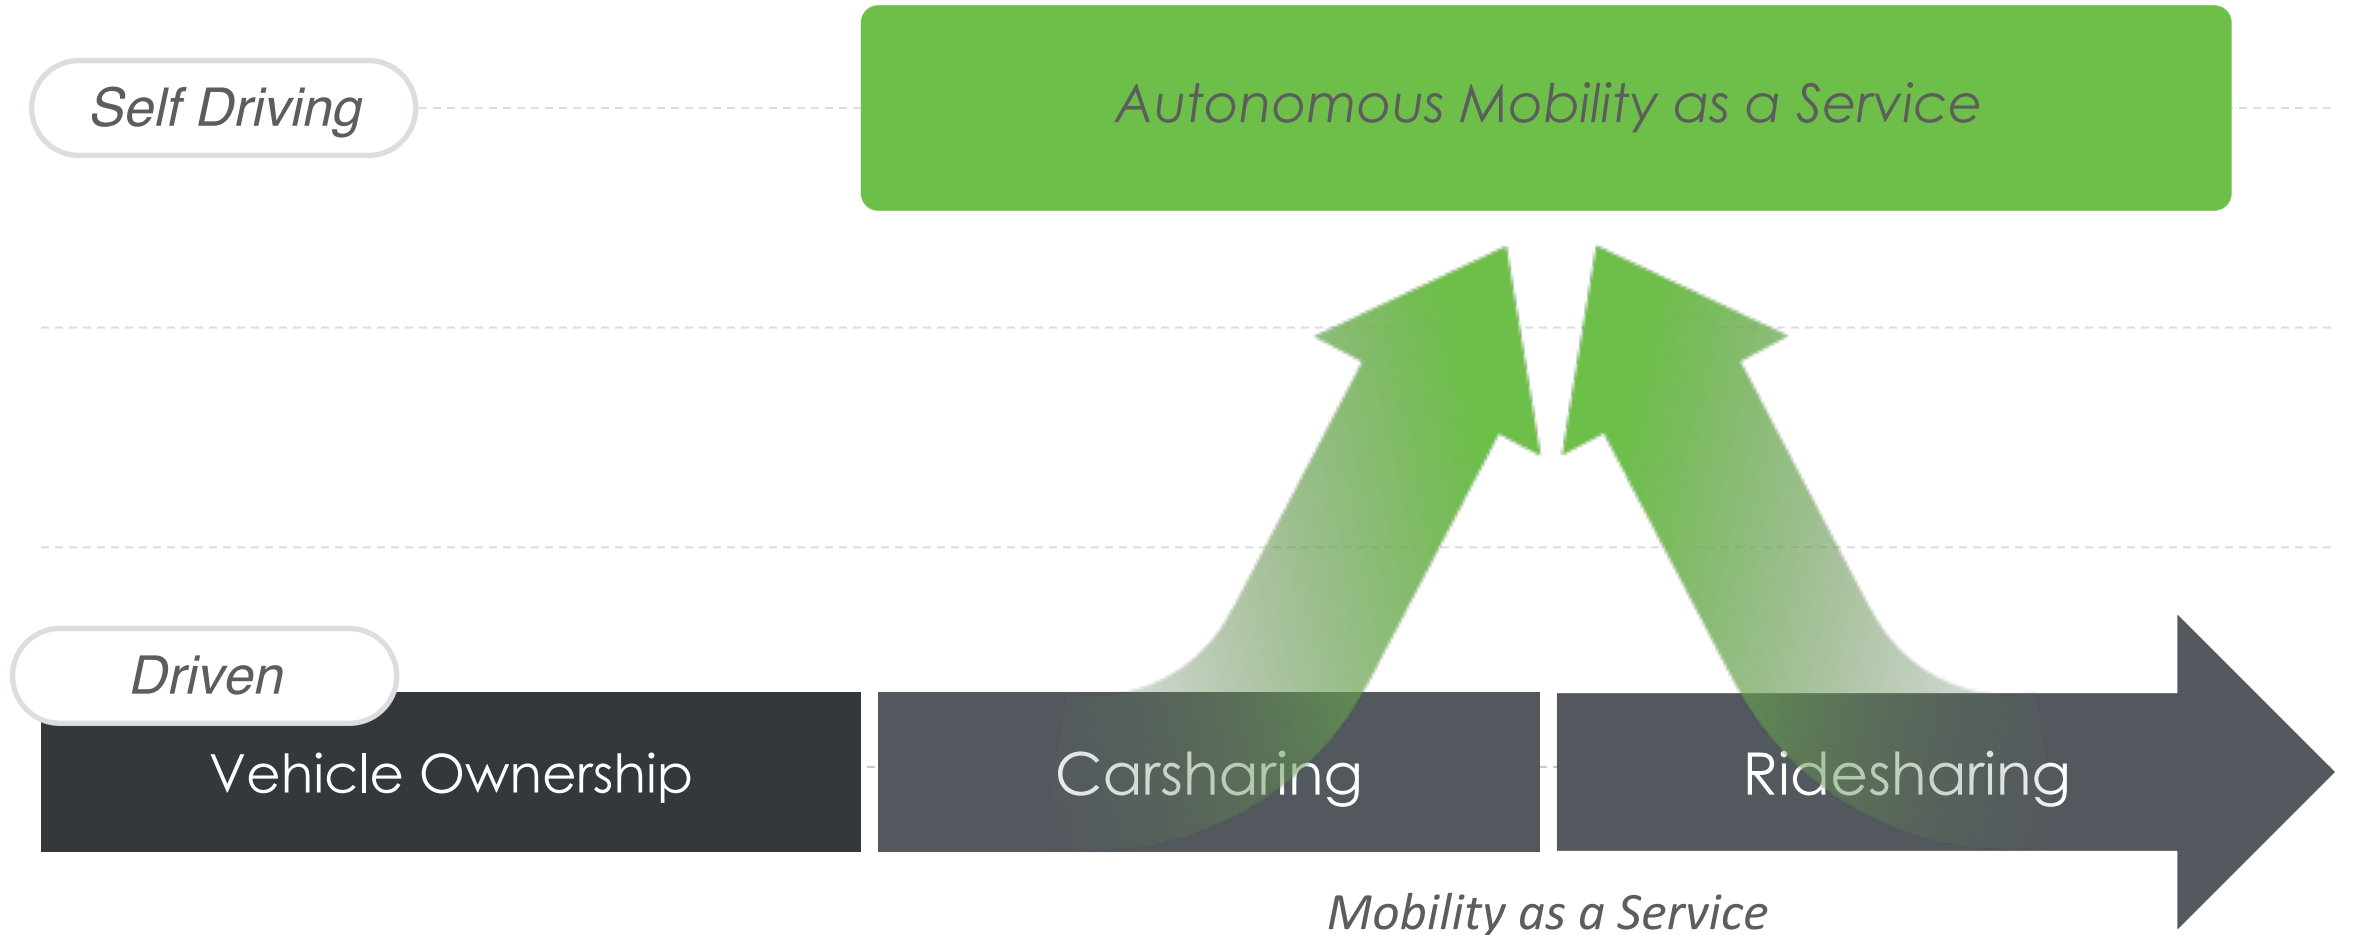 Self Driving
Autonomous Mobility as a Service
Driven
Vehicle Ownership
Carsharing
Ridesharing
Mobility as a Service